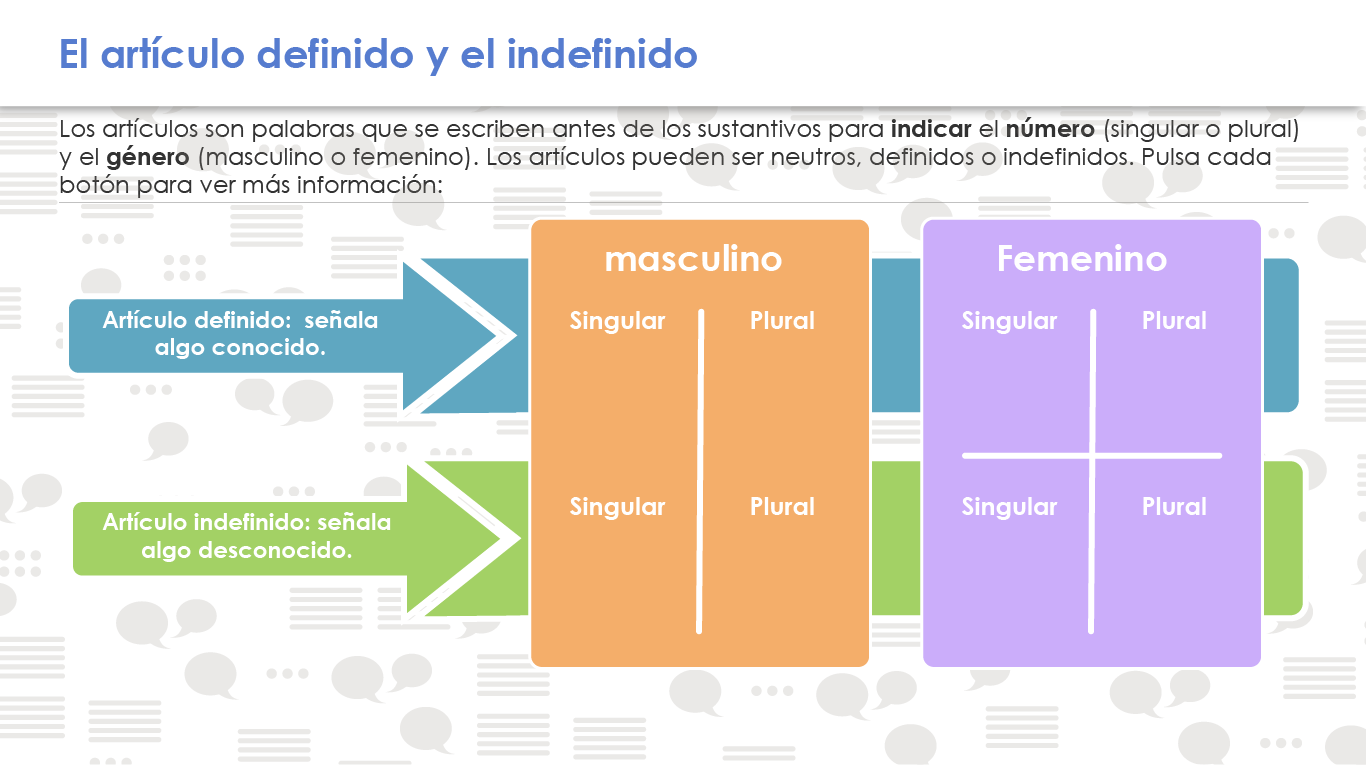 El artículo definido y el indefinido
Los artículos son palabras que se escriben antes de los sustantivos para indicar el número (singular o plural)
y el género (masculino o femenino). Los artículos pueden ser neutros, definidos o indefinidos. Pulsa cada
botón para ver más información:
masculino
Femenino
Artículo definido:  señala
algo conocido.
Singular
Plural
Singular
Plural
Artículo indefinido: señala
algo desconocido.
Singular
Plural
Singular
Plural